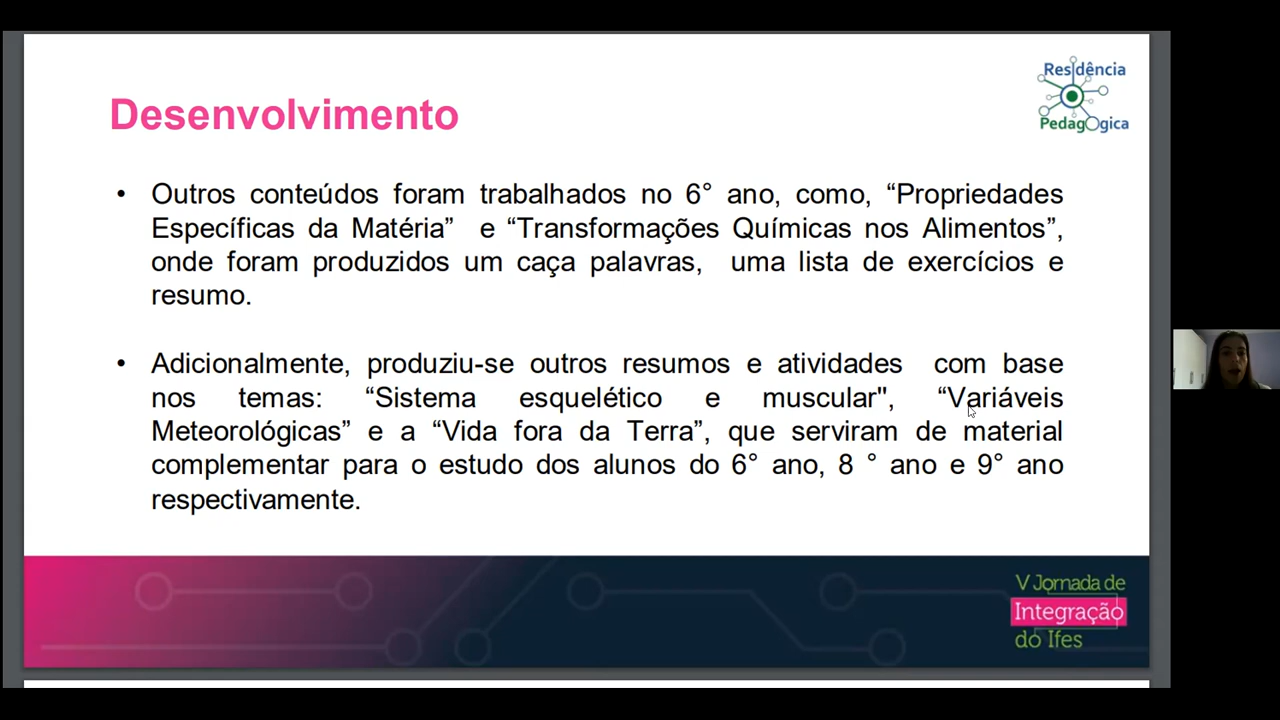 Residência
PedagOgica
Desenvolvimento
• Outros conteúdos foram trabalhados no 6° ano, como, “Propriedades
Específicas da Matéria” e “Transformações Químicas nos Alimentos”,
onde foram produzidos um caça palavras, uma lista de exercícios e
resumo.
• Adicionalmente, produziu-se outros resumos e atividades com base
nos temas: “Sistema esquelético e muscular", “Variáveis
Meteorológicas” e a “Vida fora da Terra”, que serviram de material
complementar para o estudo dos alunos do 6° ano, 8 ° ano e 9° ano
respectivamente.
V Jornada de
Integração
do Ifes